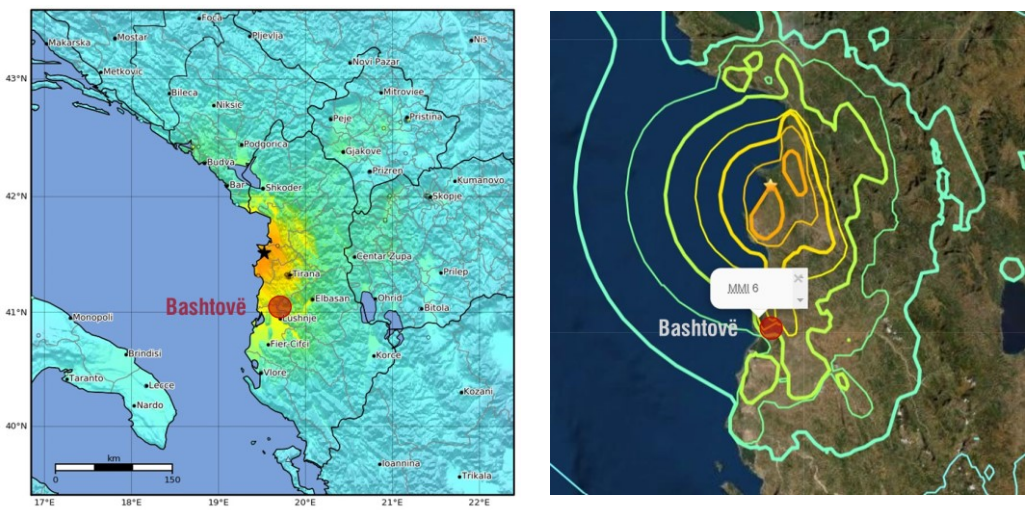 Foca
Pljevlja
Makarska
Mostar
Nis
Novi Pazar
43°N
Metkovic
Mitrovice
Bileca
Niksic
Pristina
Peje
Podgorica
Gjakove
Budva
Prizren
Kumanovo
Bar
Shkoder
42°N
Skopje
Centar Zupa
Tirana
Prilep
Bashtovë
Elbasan
Ohrid
Bitola
41°N
Monopoli
Lushnje
Fier-Cifci
Brindisi
Korce
Taranto
Vlore
Lecce
Kozani
Nardo
40°N
km
Ioannina
0
150
Trikala
17°E
18°E
19°E
20°E
21°E
22°E
MMI 6
Bashtovë